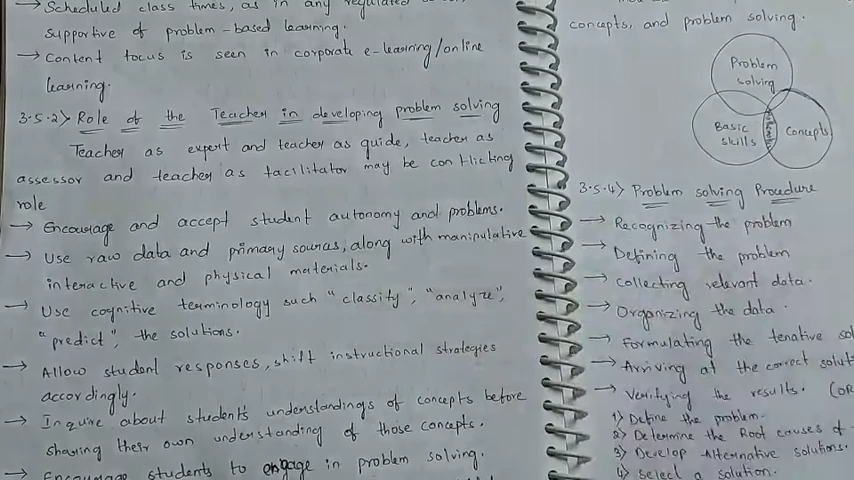 → Scheduled class times, as in any regulated
supportive of problem-based learning.
→ Content focus is seen in corporate e-learning/online
learning.
3.5.2> Role of the Teacher in developing problem solving
Teacher as expert and teacher as guide, teacher as
assessor and teacher as facilitator may be conflicting
role
→ Encourage and accept student autonomy and problems.
→ Use raw data and primary sources, along with manipulative
interactive and physical materials.
→ Use cognitive terminology such "classify", "analyze",
"predict", the solutions.
→ Allow student responses, shift instructional strategies
accordingly.
→ Inquire about students understandings of concepts before
sharing their own understanding of those concepts.
→ Encourage students to engage in problem solving.
concepts, and problem solving.
Problem
solving
Basic
skills
Concepts
3.5.4> Problem solving Procedure
→ Recognizing the problem
→ Defining the problem
→ Collecting relevant data.
→ Organizing the data.
→ Formulating the tenative
→ Arriving at the correct
→ Verifying the results. (OR
1> Define the problem.
2> Determine the Root causes of
3> Develop Alternative solutions.
4> Select a solution.